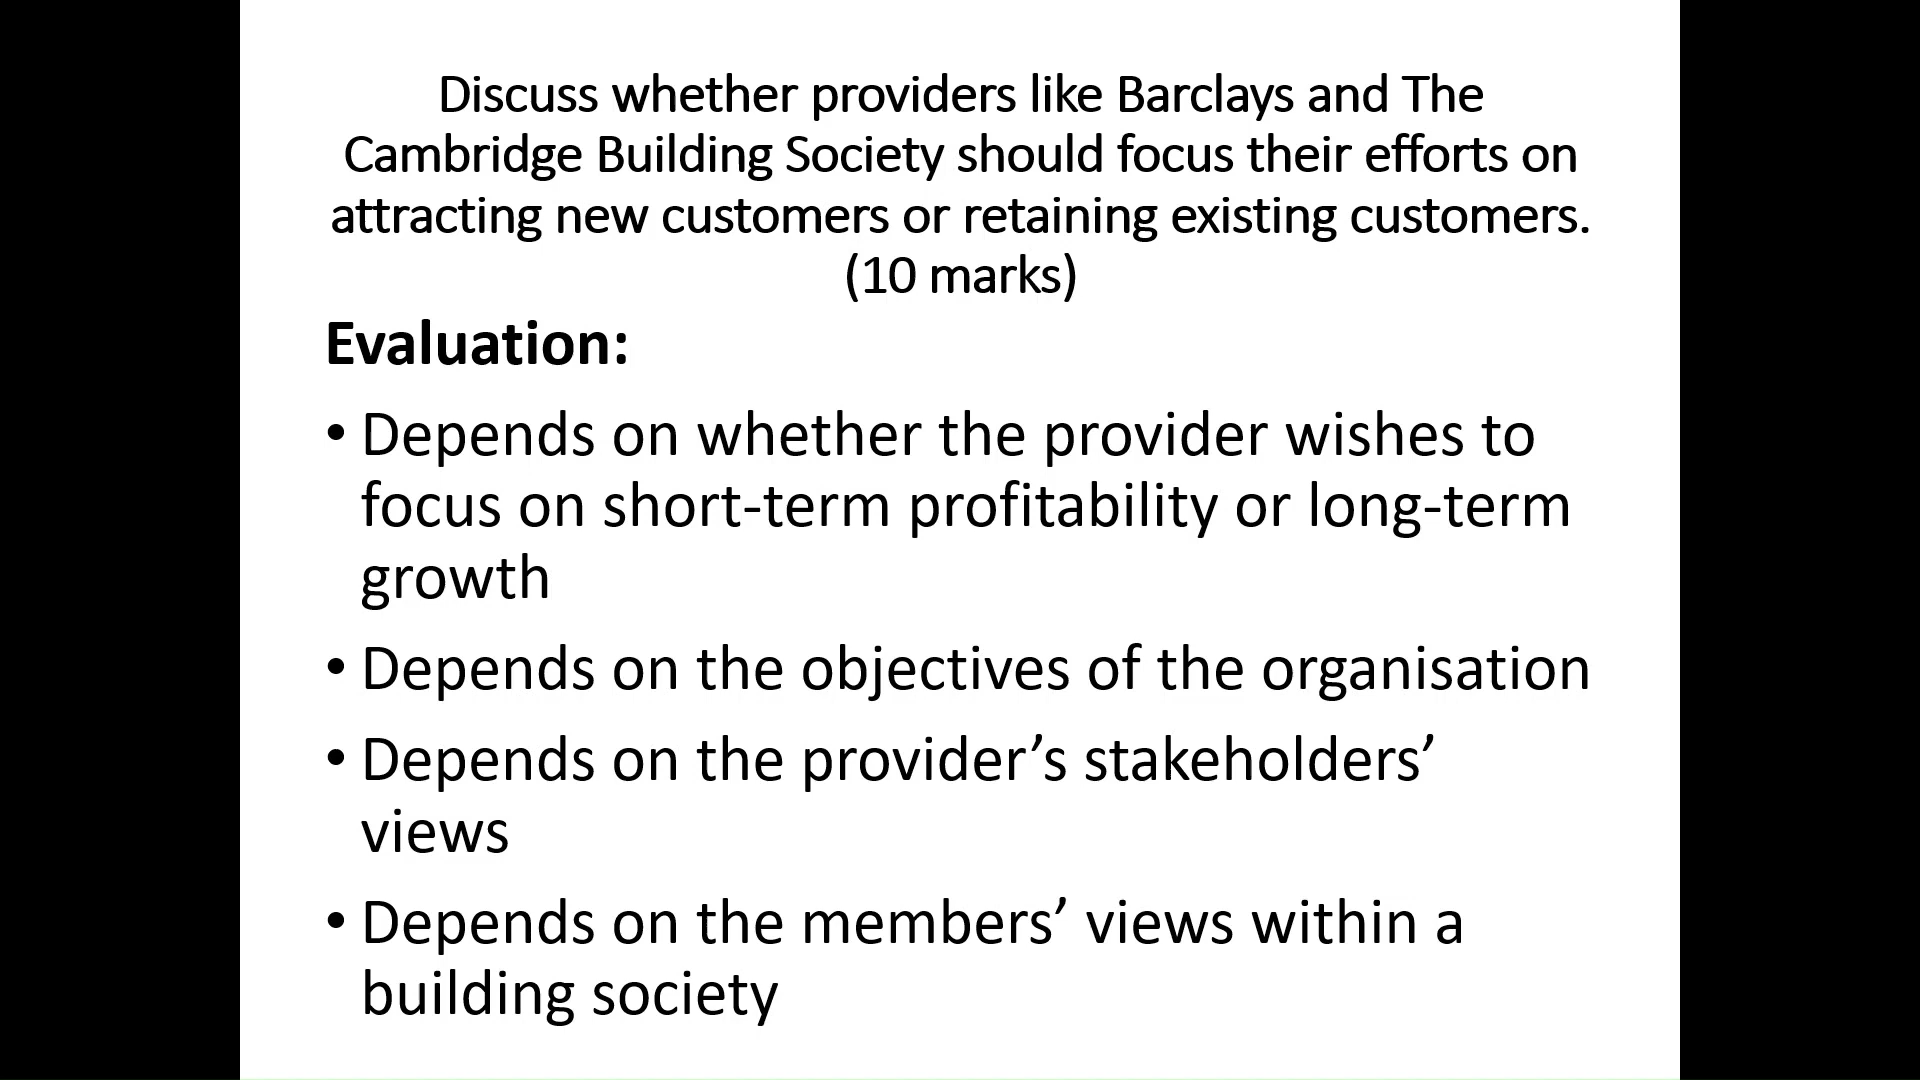 Discuss whether providers like Barclays and The
Cambridge Building Society should focus their efforts on
attracting new customers or retaining existing customers.
(10 marks)
Evaluation:
• Depends on whether the provider wishes to
focus on short-term profitability or long-term
growth
• Depends on the objectives of the organisation
• Depends on the provider’s stakeholders’
views
• Depends on the members’ views within a
building society